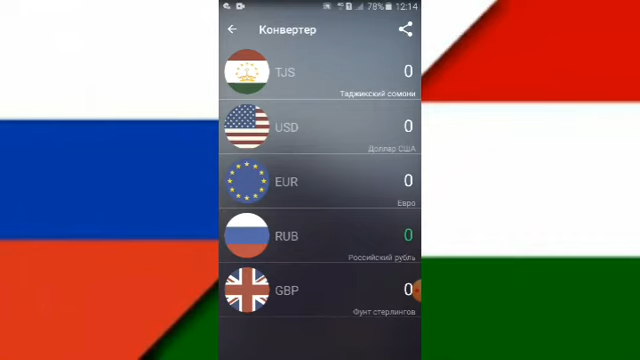 78% 12:14
Конвертер
TJS 0
Таджикский сомони
USD 0
Доллар США
EUR 0
Евро
RUB 0
Российский рубль
GBP 0
Фунт стерлингов